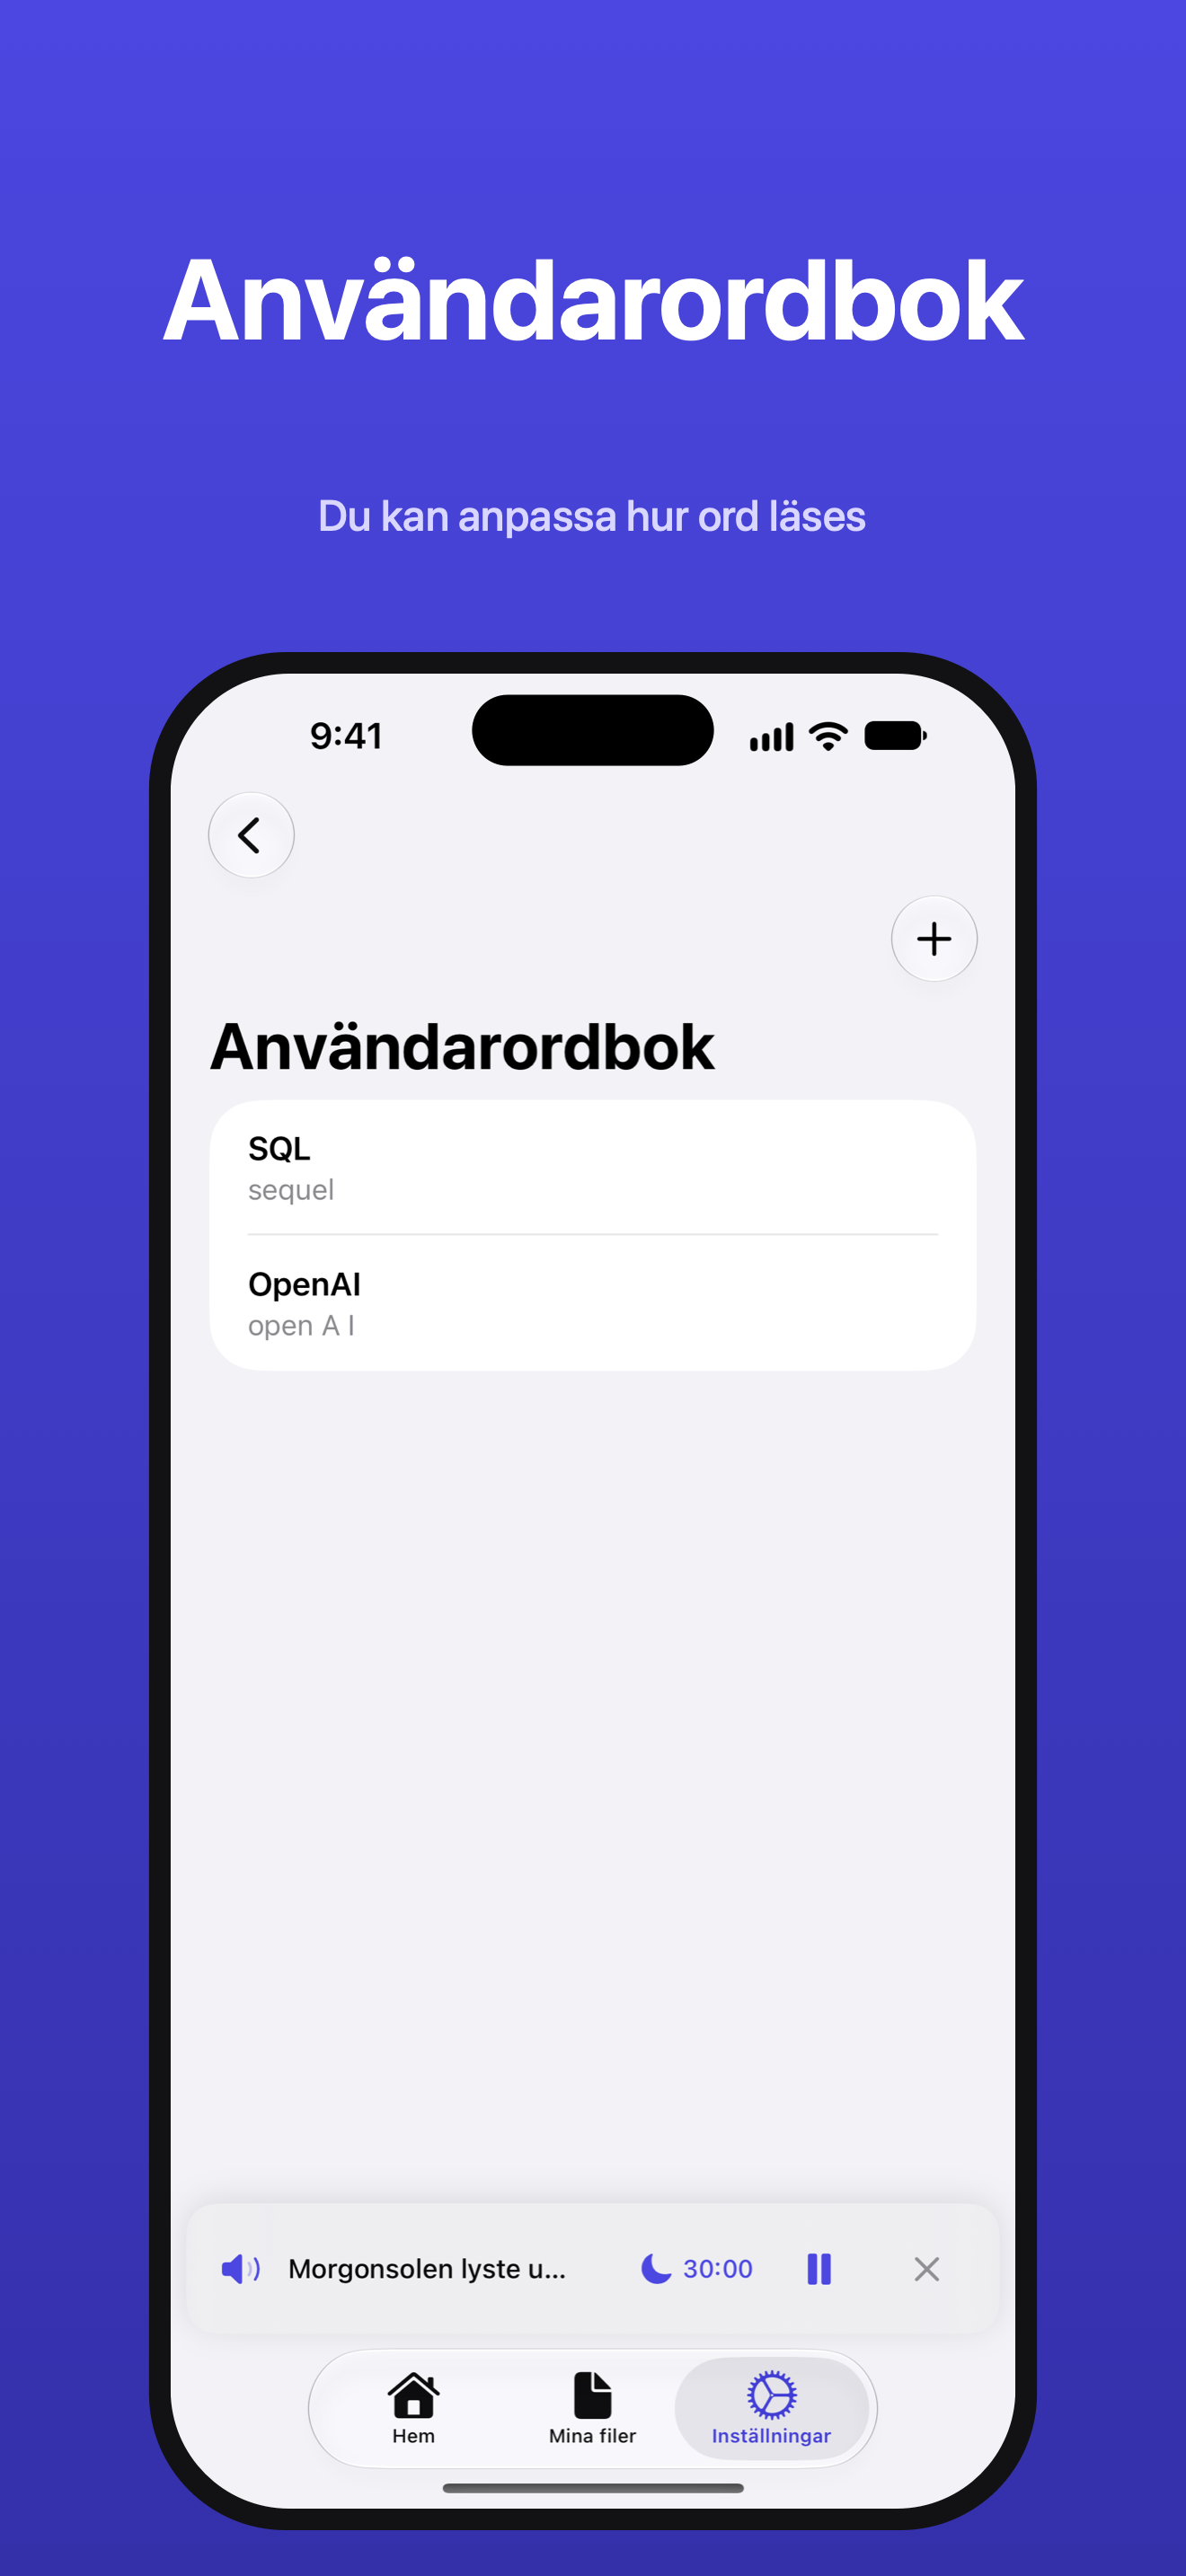 Användarordbok
Du kan anpassa hur ord läses
9:41
Användarordbok
SQL
sequel
OpenAI
open A I
Morgonsolen lyste u... 30:00
Hem Mina filer Inställningar